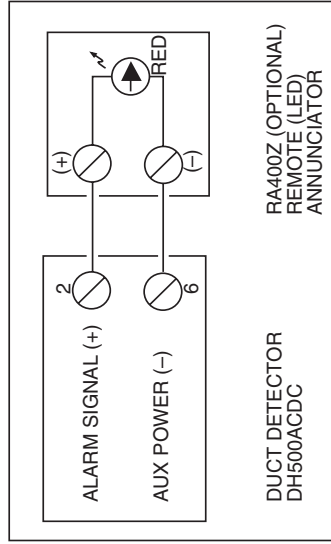 ALARM SIGNAL (+)
2
(+)
RED
AUX POWER (–)
6
(–)
DUCT DETECTOR
DH500ACDC
RA400Z (OPTIONAL)
REMOTE (LED)
ANNUNCIATOR